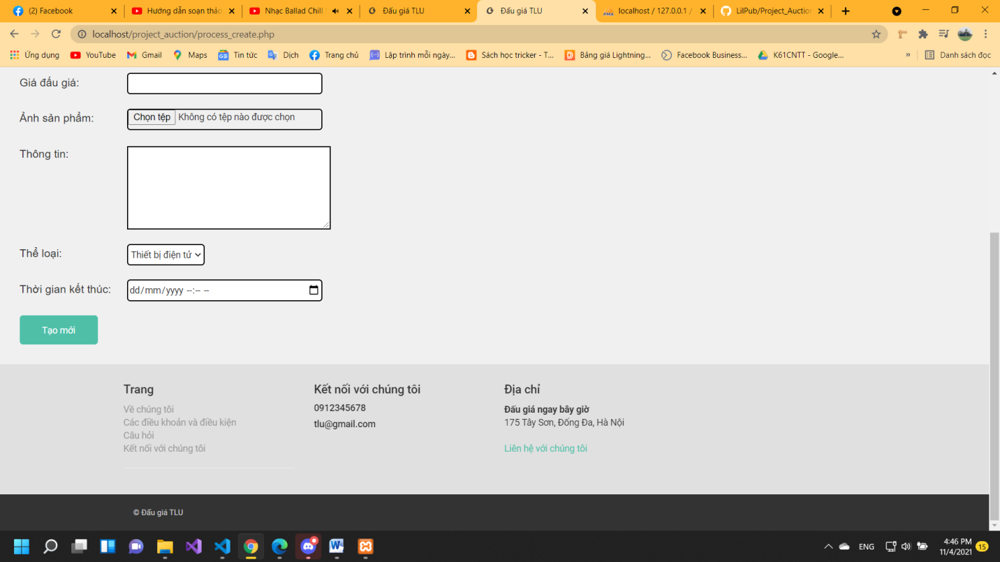 (2) Facebook
Hướng dẫn soạn thảo
Nhạc Ballad Chill
Đấu giá TLU
Đấu giá TLU
localhost / 127.0.0.1 /
LilPub/Project_Auction
localhost/project_auction/process_create.php
Ứng dụng
YouTube
Gmail
Maps
Tin tức
Dịch
Trang chủ
Lập trình mỗi ngày...
Sách học tricker - T...
Bảng giá Lightning...
Facebook Business...
K61CNTT - Google...
»
Danh sách đọc
Giá đấu giá:
Ảnh sản phẩm:
Chọn tệp Không có tệp nào được chọn
Thông tin:
Thể loại:
Thiết bị điện tử
Thời gian kết thúc:
dd/mm/yyyy --:-- --
Tạo mới
Trang
Về chúng tôi
Các điều khoản và điều kiện
Câu hỏi
Kết nối với chúng tôi
Kết nối với chúng tôi
0912345678
tlu@gmail.com
Địa chỉ
Đấu giá ngay bây giờ
175 Tây Sơn, Đống Đa, Hà Nội
Liên hệ với chúng tôi
© Đấu giá TLU
ENG
4:46 PM
11/4/2021
15